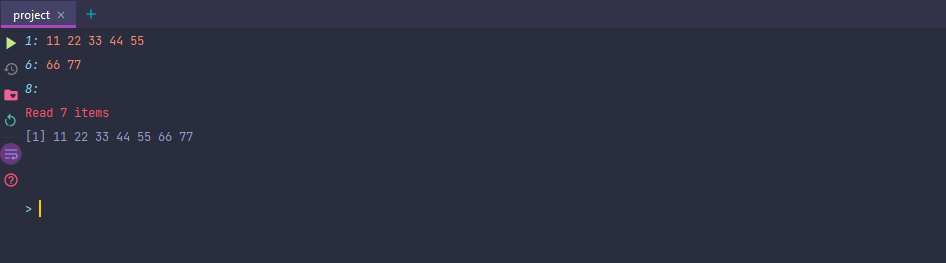 project
1: 11 22 33 44 55
6: 66 77
8:
Read 7 items
[1] 11 22 33 44 55 66 77
>